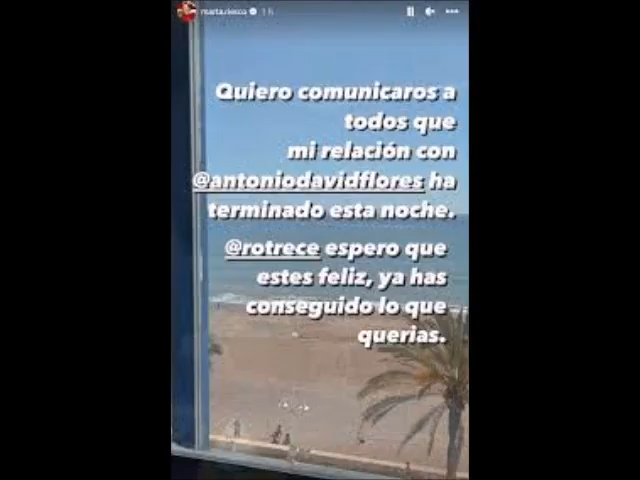 1 h
Quiero comunicaros a
todos que
mi relación con
@antoniodavidflores ha
terminado esta noche.
@rotrece espero que
estes feliz, ya has
conseguido lo que
querias.